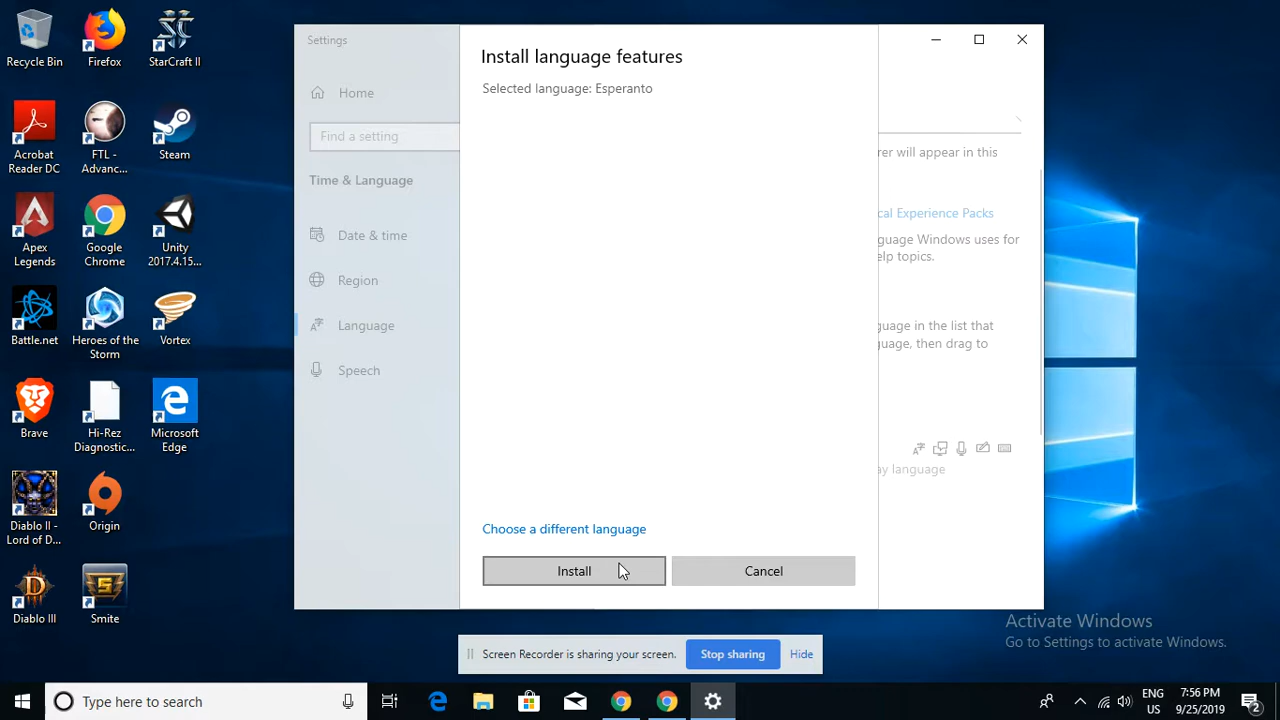 Recycle Bin
Firefox
StarCraft II
Acrobat
Reader DC
FTL -
Advanc...
Steam
Apex
Legends
Google
Chrome
Unity
2017.4.15...
Battle.net
Heroes of the
Storm
Vortex
Brave
Hi-Rez
Diagnostic...
Microsoft
Edge
Diablo II -
Lord of D...
Origin
Diablo III
Smite
Settings
Home
Find a setting
Time & Language
Date & time
Region
Language
Speech
Install language features
Selected language: Esperanto
Choose a different language
Install
Cancel
rer will appear in this
cal Experience Packs
guage Windows uses for
elp topics.
guage in the list that
guage, then drag to
ay language
Activate Windows
Go to Settings to activate Windows.
Screen Recorder is sharing your screen.
Stop sharing
Hide
Type here to search
ENG
US
7:56 PM
9/25/2019
2